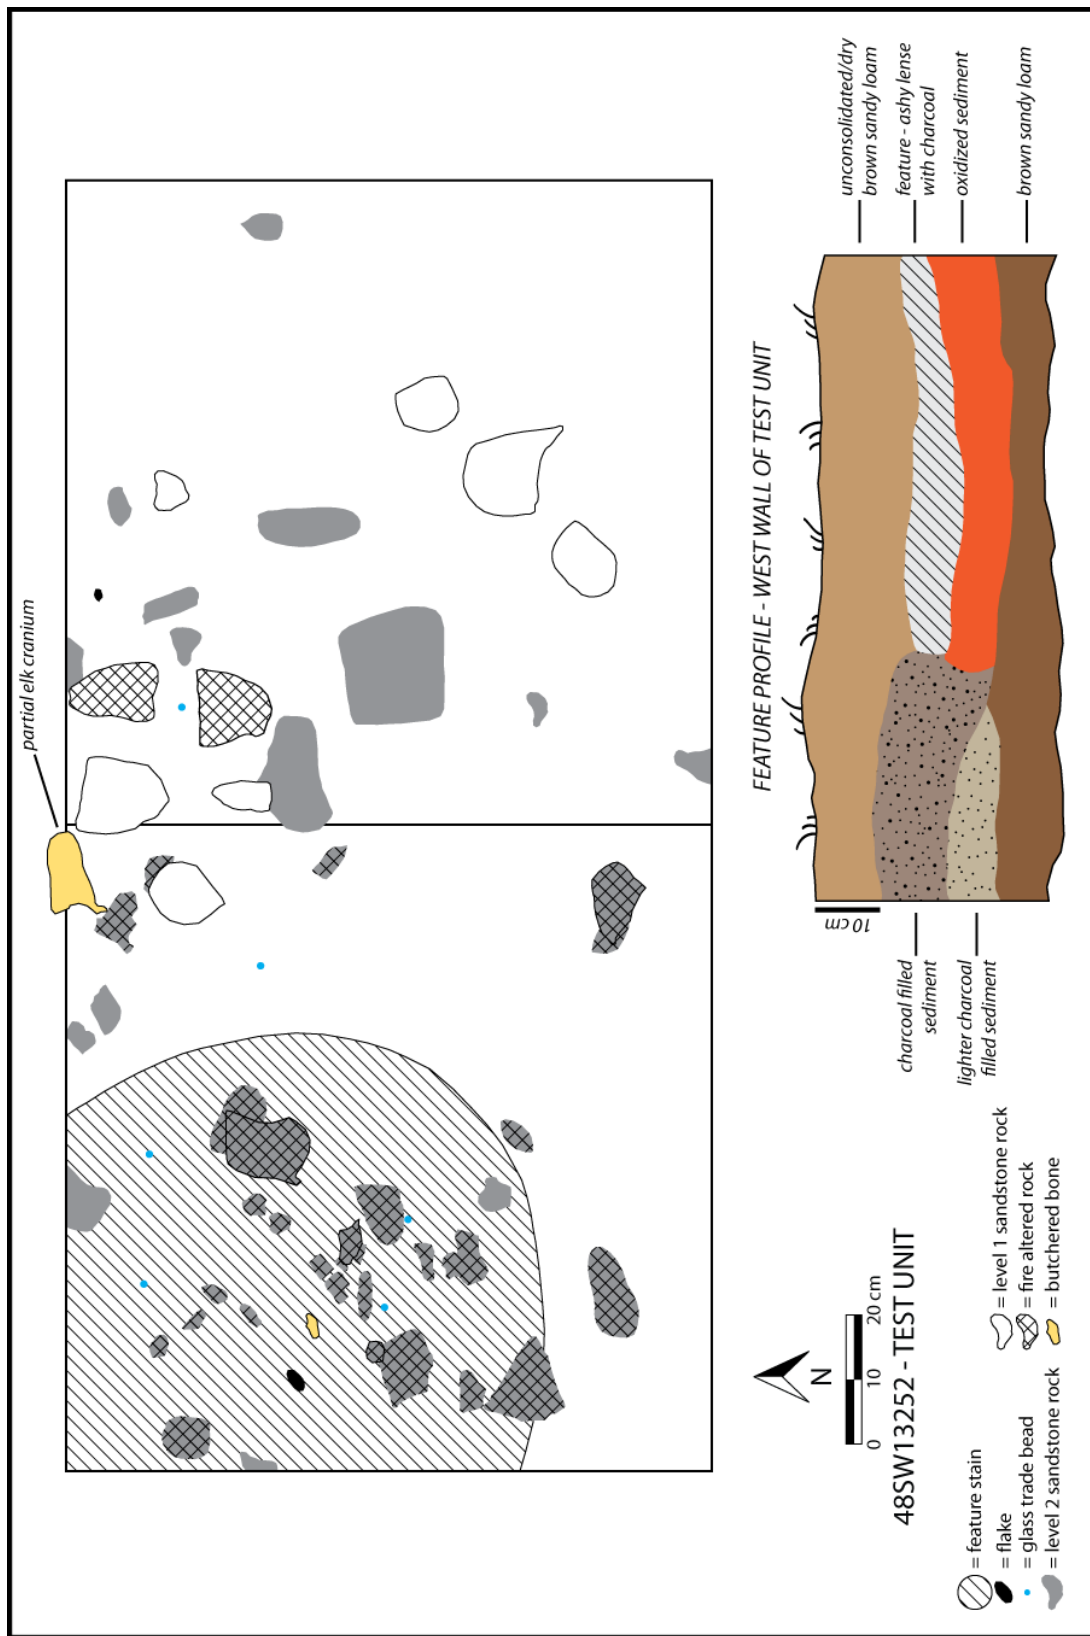 partial elk cranium
FEATURE PROFILE - WEST WALL OF TEST UNIT
unconsolidated/dry
brown sandy loam
feature - ashy lense
with charcoal
oxidized sediment
brown sandy loam
10 cm
charcoal filled
sediment
lighter charcoal
filled sediment
N
0 10 20 cm
48SW13252 - TEST UNIT
= feature stain
= flake
= glass trade bead
= level 2 sandstone rock
= level 1 sandstone rock
= fire altered rock
= butchered bone